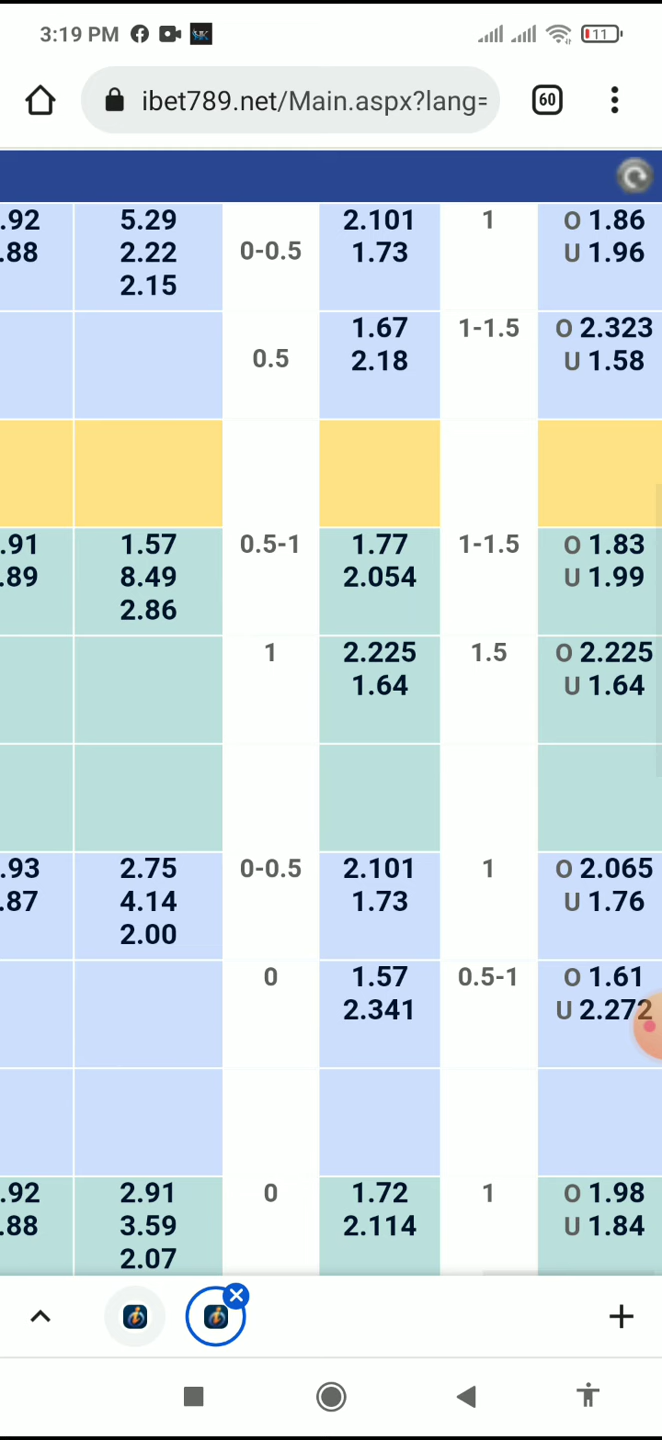 3:19 PM
11
ibet789.net/Main.aspx?lang=
60
.92 5.29 2.101 1 O 1.86
.88 2.22 0-0.5 1.73 U 1.96
2.15
1.67 1-1.5 O 2.323
0.5 2.18 U 1.58
.91 1.57 0.5-1 1.77 1-1.5 O 1.83
.89 8.49 2.054 U 1.99
2.86
1 2.225 1.5 O 2.225
1.64 U 1.64
.93 2.75 0-0.5 2.101 1 O 2.065
.87 4.14 1.73 U 1.76
2.00
0 1.57 0.5-1 O 1.61
2.341 U 2.272
.92 2.91 0 1.72 1 O 1.98
.88 3.59 2.114 U 1.84
2.07